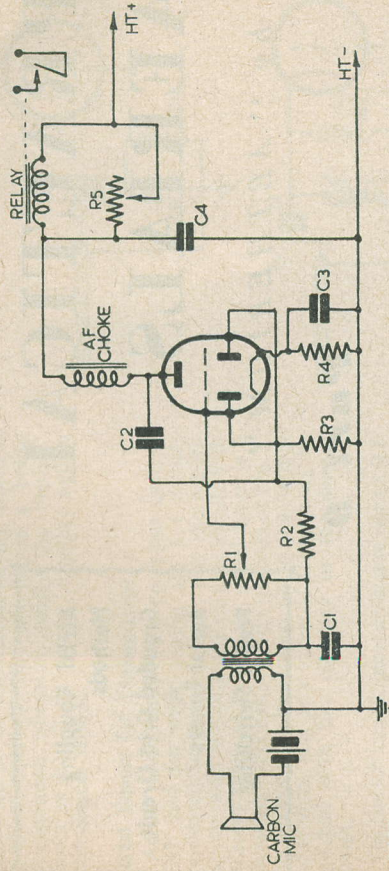 RELAY
HT+
R5
AF
CHOKE
C4
C2
HT-
R1
R2
R3
R4
C3
C1
CARBON
MIC